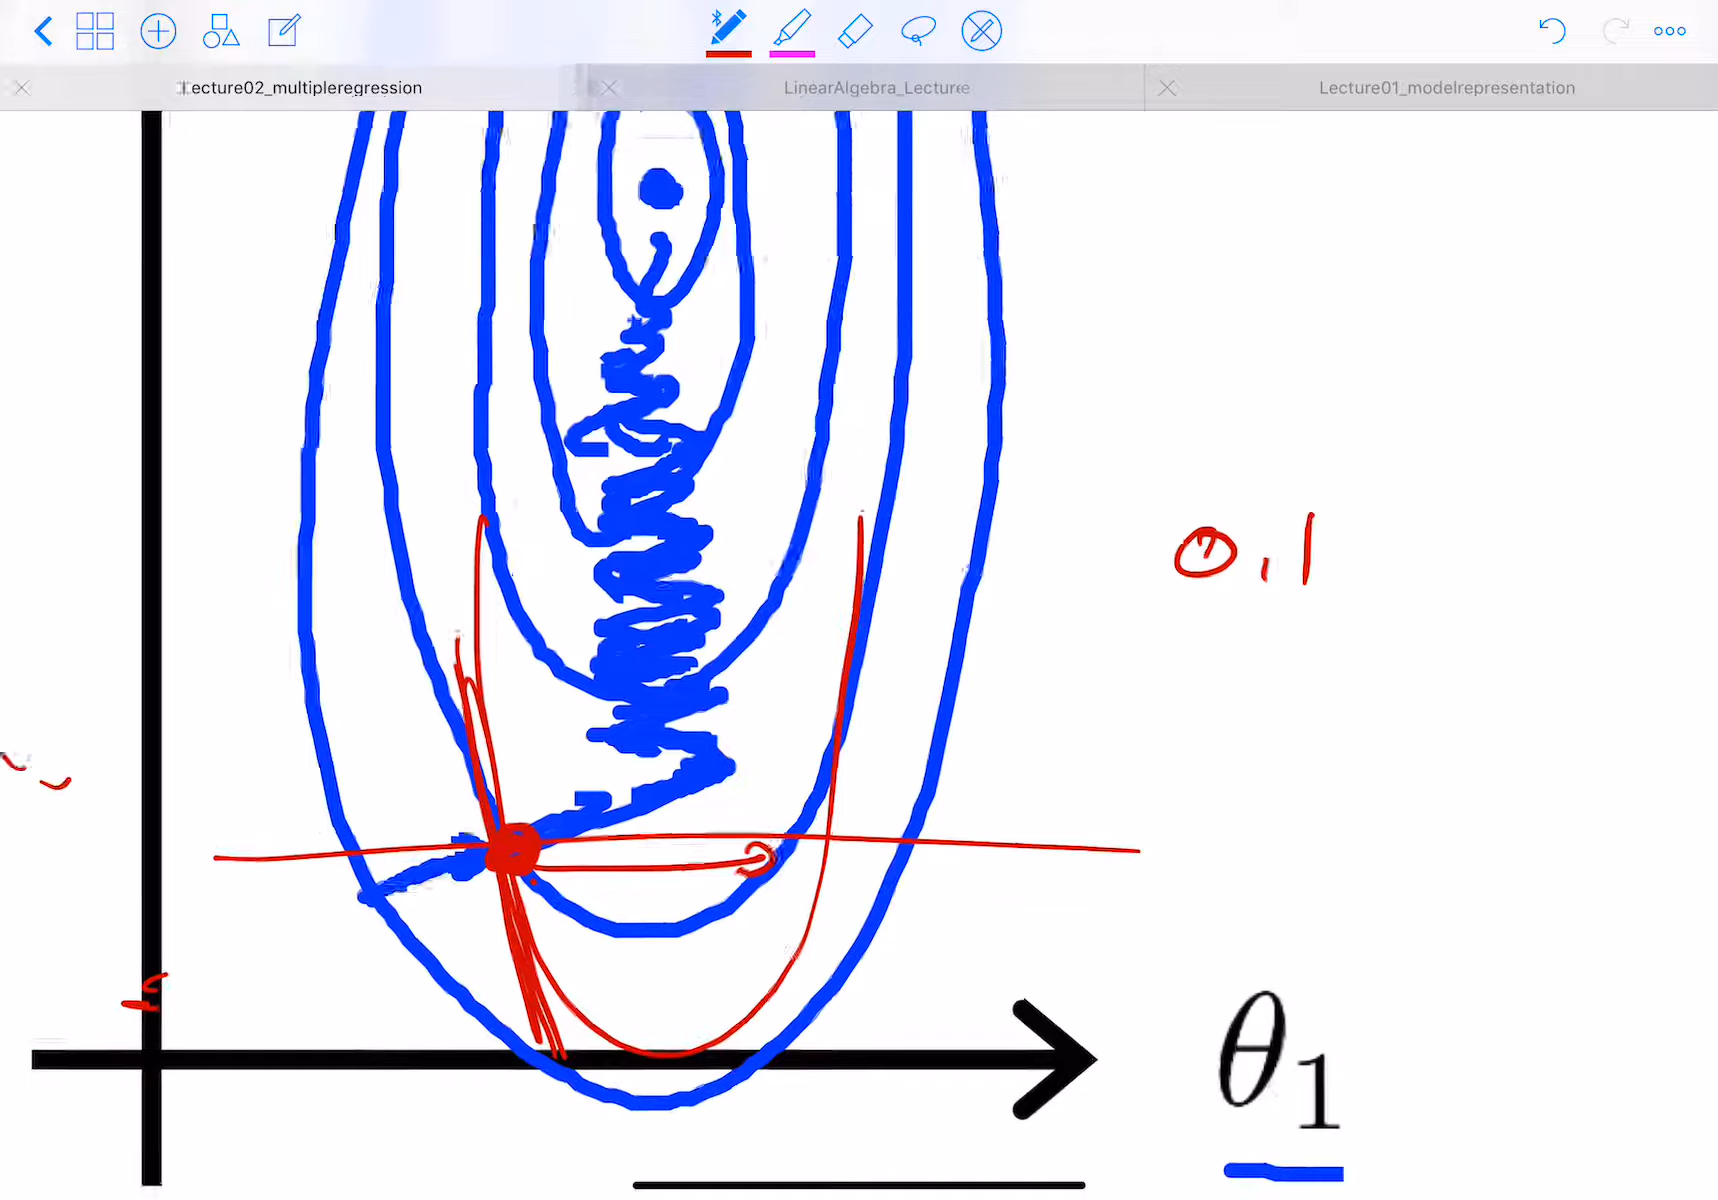 Lecture02_multipleregression
LinearAlgebra_Lecture
Lecture01_modelrepresentation
0.1
θ₁